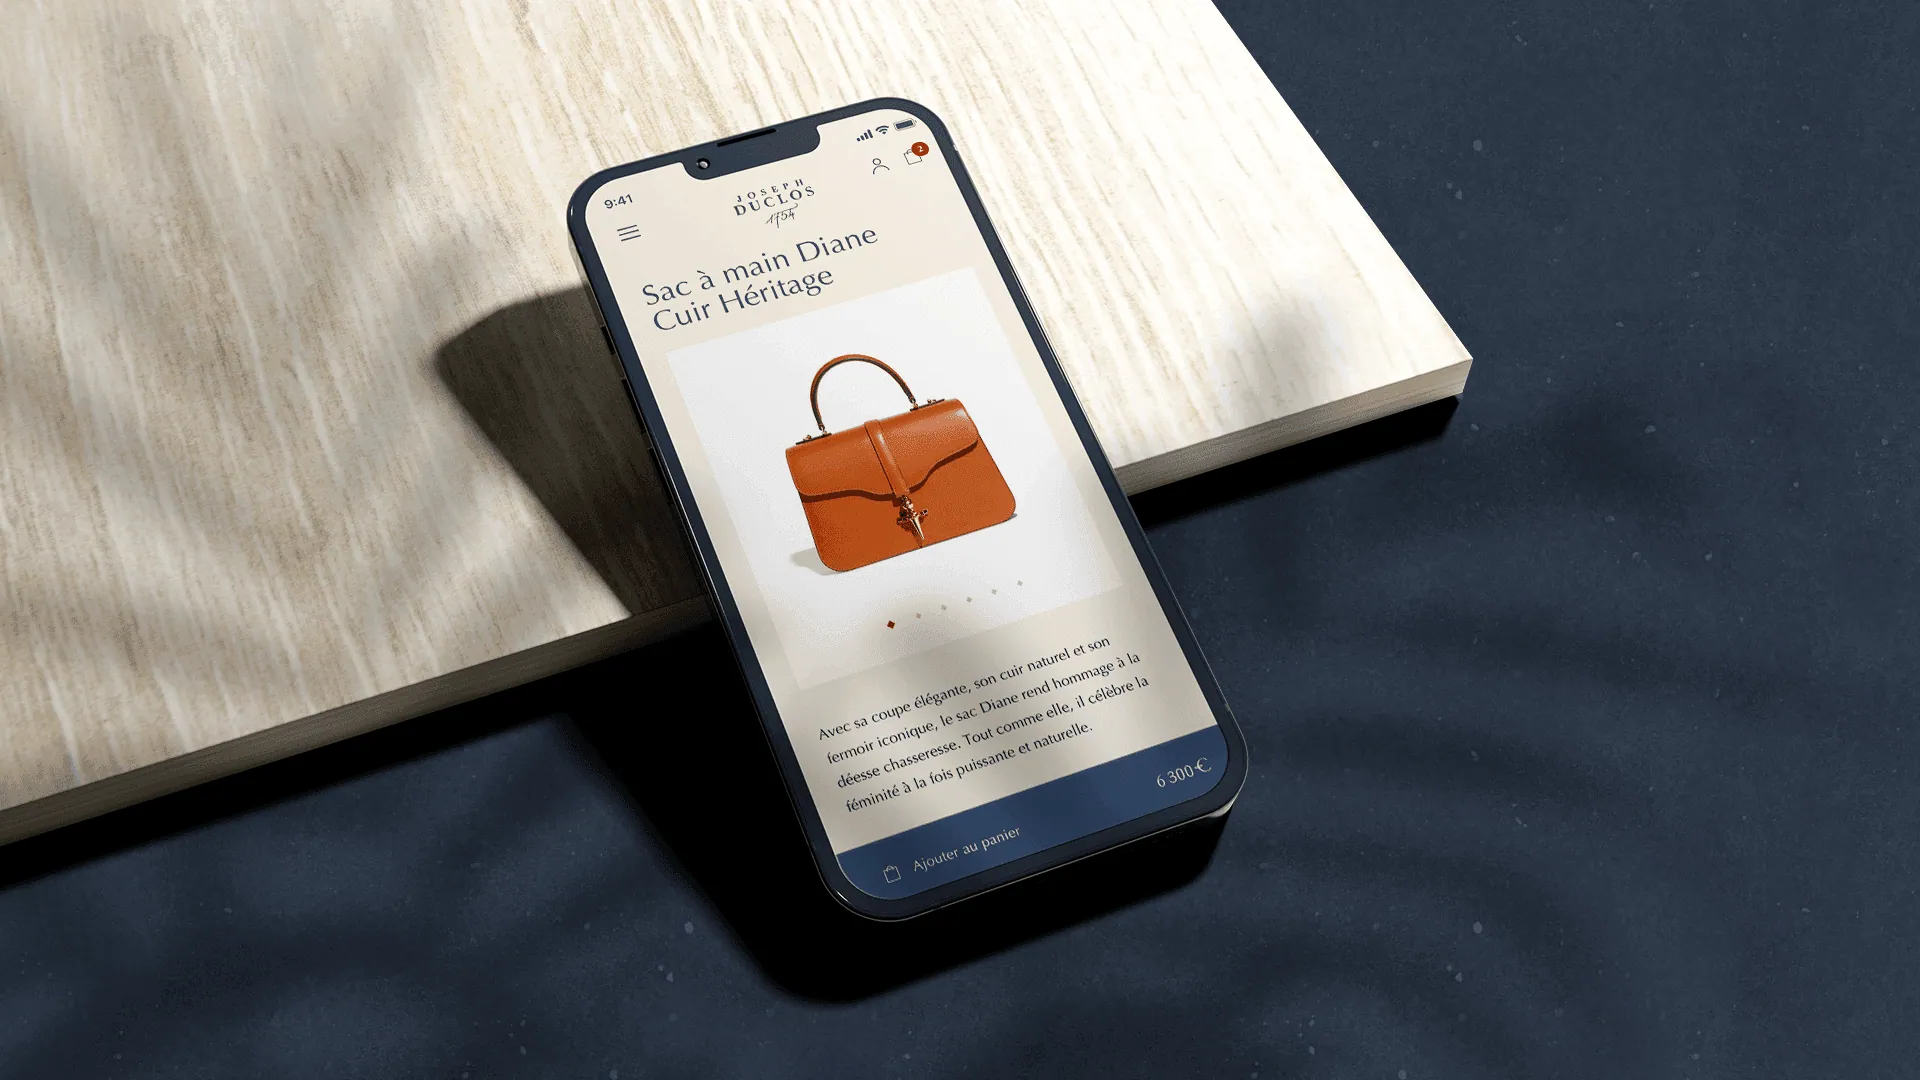 9:41
2
JOSEPH
DUCLOS
1754
Sac à main Diane
Cuir Héritage
Avec sa coupe élégante, son cuir naturel et son
fermoir iconique, le sac Diane rend hommage à la
déesse chasseresse. Tout comme elle, il célèbre la
féminité à la fois puissante et naturelle.
Ajouter au panier
6 300 €